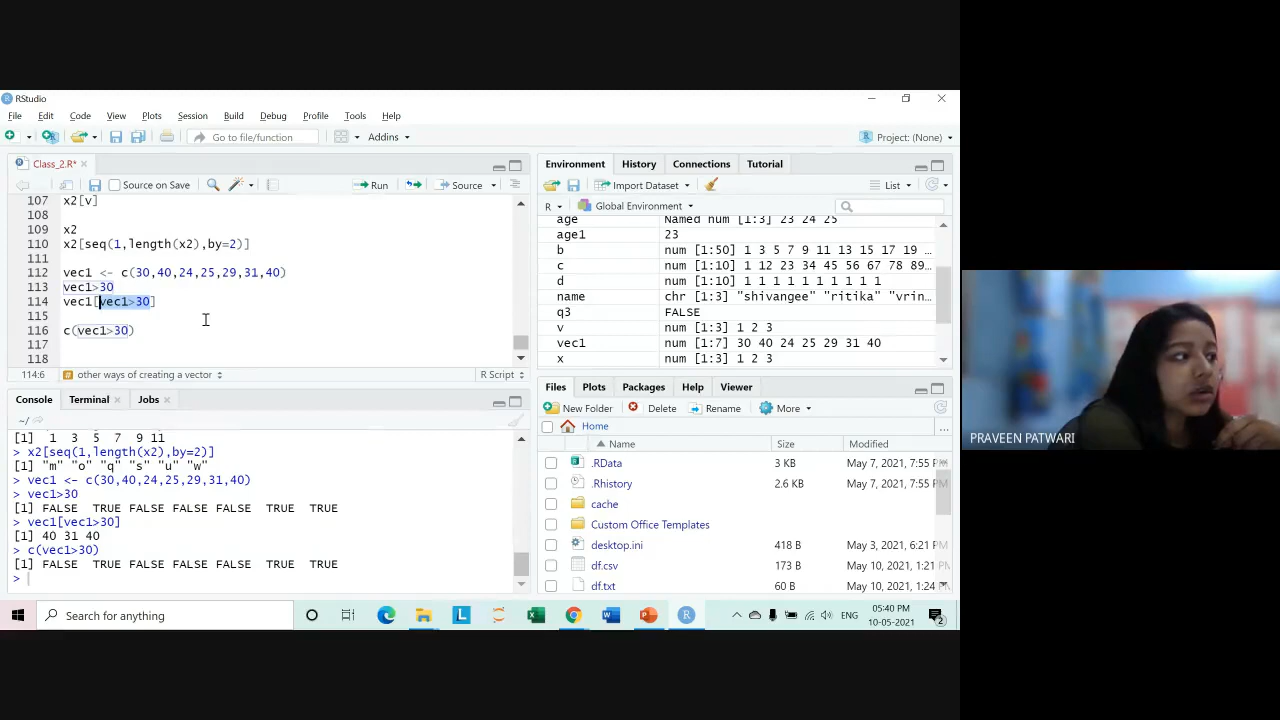 RStudio
File Edit Code View Plots Session Build Debug Profile Tools Help
Go to file/function Addins Project: (None)
Class_2.R*
Source on Save Run Source
107 x2[v]
108
109 x2
110 x2[seq(1,length(x2),by=2)]
111
112 vec1 <- c(30,40,24,25,29,31,40)
113 vec1>30
114 vec1[vec1>30]
115
116 c(vec1>30)
117
118
114:6 other ways of creating a vector R Script
Console Terminal Jobs
~/
[1] 1 3 5 7 9 11
> x2[seq(1,length(x2),by=2)]
[1] "m" "o" "q" "s" "u" "w"
> vec1 <- c(30,40,24,25,29,31,40)
> vec1>30
[1] FALSE TRUE FALSE FALSE FALSE TRUE TRUE
> vec1[vec1>30]
[1] 40 31 40
> c(vec1>30)
[1] FALSE TRUE FALSE FALSE FALSE TRUE TRUE
>
Environment History Connections Tutorial
Import Dataset List
R Global Environment
age Named num [1:3] 23 24 25
age1 23
b num [1:50] 1 3 5 7 9 11 13 15 17 19 ...
c num [1:10] 1 12 23 34 45 56 67 78 89...
d num [1:10] 1 1 1 1 1 1 1 1 1 1
name chr [1:3] "shivangee" "ritika" "vrin...
q3 FALSE
v num [1:3] 1 2 3
vec1 num [1:7] 30 40 24 25 29 31 40
x num [1:3] 1 2 3
Files Plots Packages Help Viewer
New Folder Delete Rename More
Home ...
Name Size Modified
.RData 3 KB May 7, 2021, 7:55 P
.Rhistory 2.6 KB May 7, 2021, 7:55 P
cache
Custom Office Templates
desktop.ini 418 B May 3, 2021, 6:21 P
df.csv 173 B May 10, 2021, 1:21
df.txt 60 B May 10, 2021, 1:24
Search for anything
ENG
05:40 PM
10-05-2021
2
PRAVEEN PATWARI